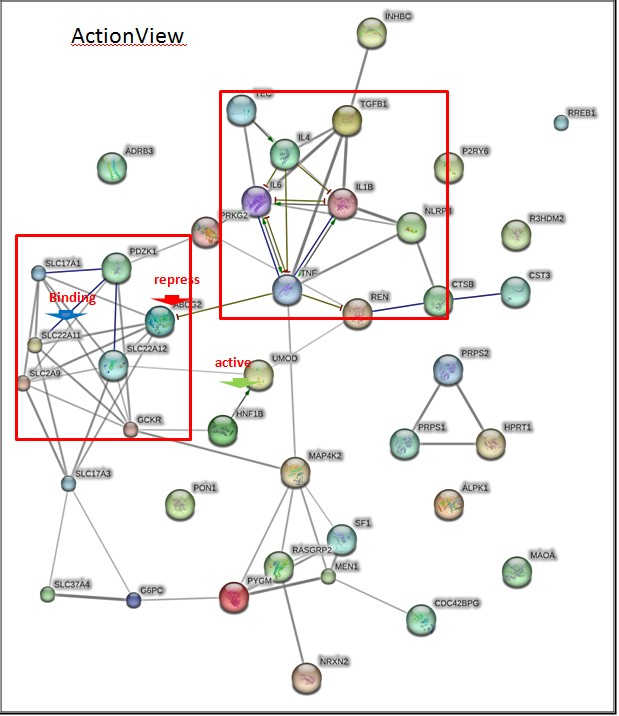 ActionView
INHBC
TEC
TGFB1
RREB1
IL4
ADRB3
P2RY6
IL6
IL1B
PRKG2
NLRP3
R3HDM2
PDZK1
SLC17A1
repress
TNF
Binding
ABCG2
REN
CTSB
CST3
SLC22A11
SLC22A12
active
UMOD
PRPS2
SLC2A9
HNF1B
GCKR
PRPS1
HPRT1
MAP4K2
SLC17A3
PON1
ALPK1
SF1
RASGRP2
MAOA
MEN1
SLC37A4
G6PC
PYGM
CDC42BPG
NRXN2